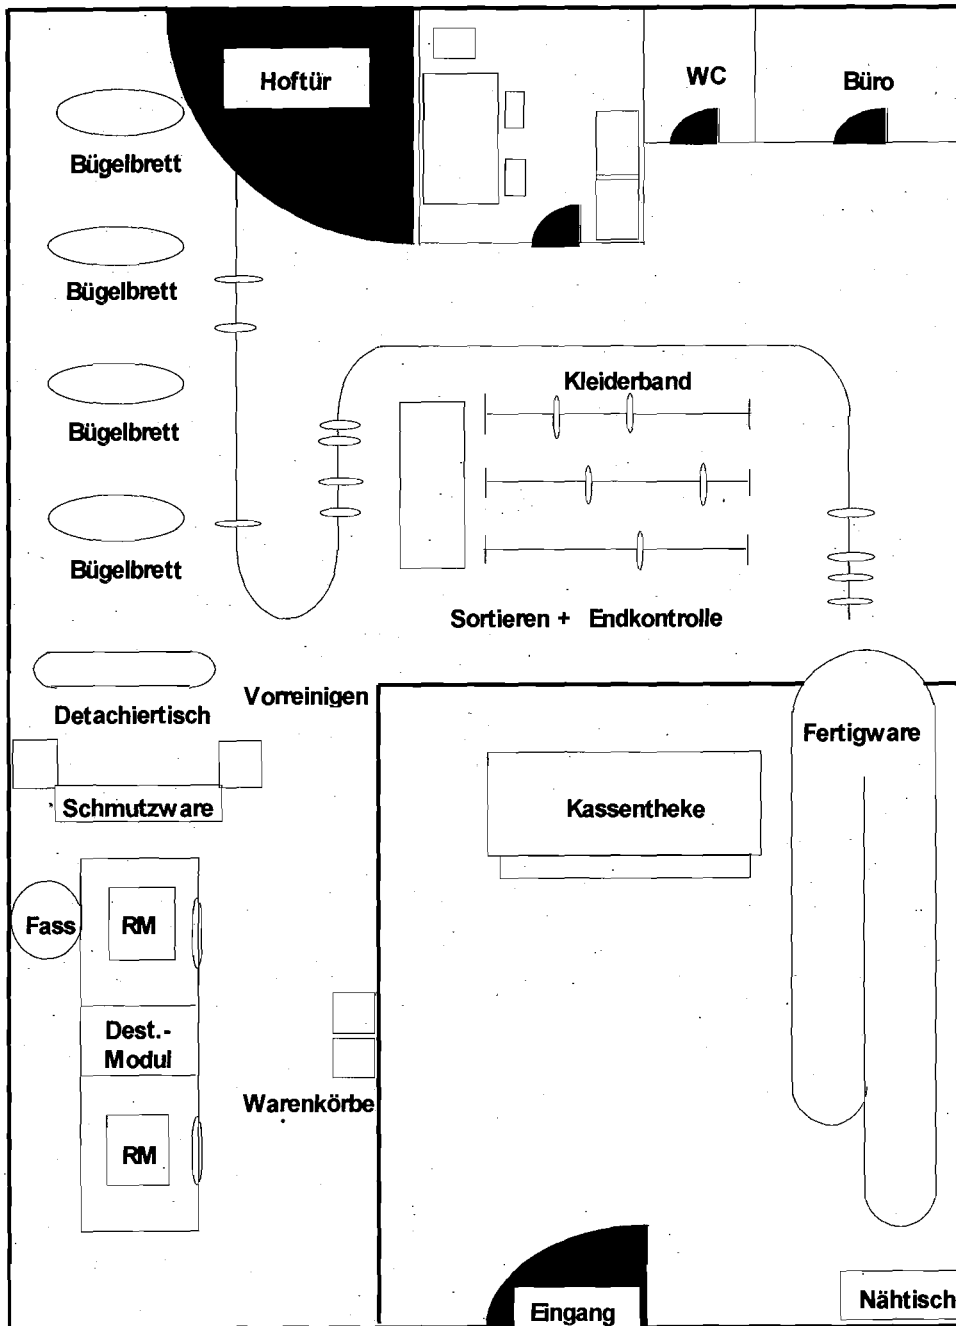 Hoftür
WC
Büro
Bügelbrett
Bügelbrett
Kleiderband
Bügelbrett
Bügelbrett
Sortieren + Endkontrolle
Vorreinigen
Detachiertisch
Fertigware
Schmutzware
Kassentheke
Fass
RM
Dest.-
Modul
Warenkörbe
RM
Eingang
Nähtisch